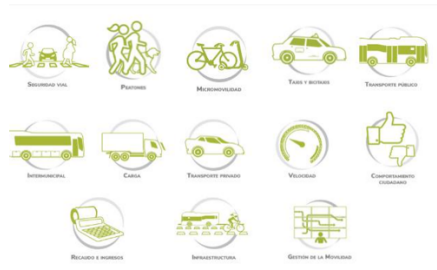 Seguridad vial
Peatones
Micromovilidad
Taxis y bicitaxis
Transporte público
Intermunicipal
Carga
Transporte privado
Velocidad
Comportamiento
ciudadano
Recaudo e ingresos
Infraestructura
Gestión de la Movilidad